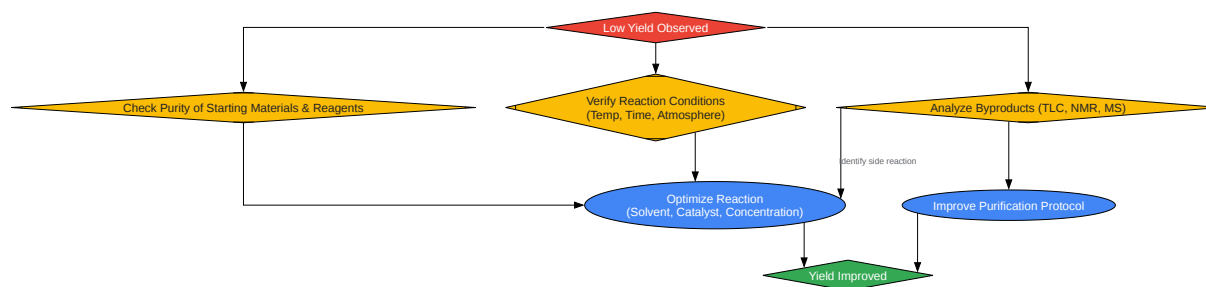 Low Yield Observed
Check Purity of Starting Materials & Reagents
Verify Reaction Conditions
(Temp, Time, Atmosphere)
Analyze Byproducts (TLC, NMR, MS)
Identify side reaction
Optimize Reaction
(Solvent, Catalyst, Concentration)
Improve Purification Protocol
Yield Improved